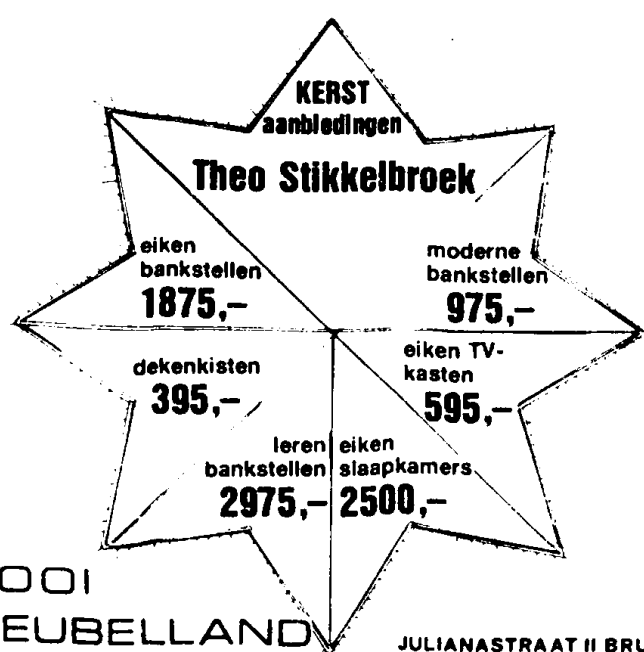 KERST
aanbiedingen
Theo Stikkelbroek
eiken
bankstellen
1875,-
moderne
bankstellen
975,-
dekenkisten
395,-
eiken TV-
kasten
595,-
leren
bankstellen
2975,-
eiken
slaapkamers
2500,-
OOI
EUBELLAND
JULIANASTRAAT 11 BRU